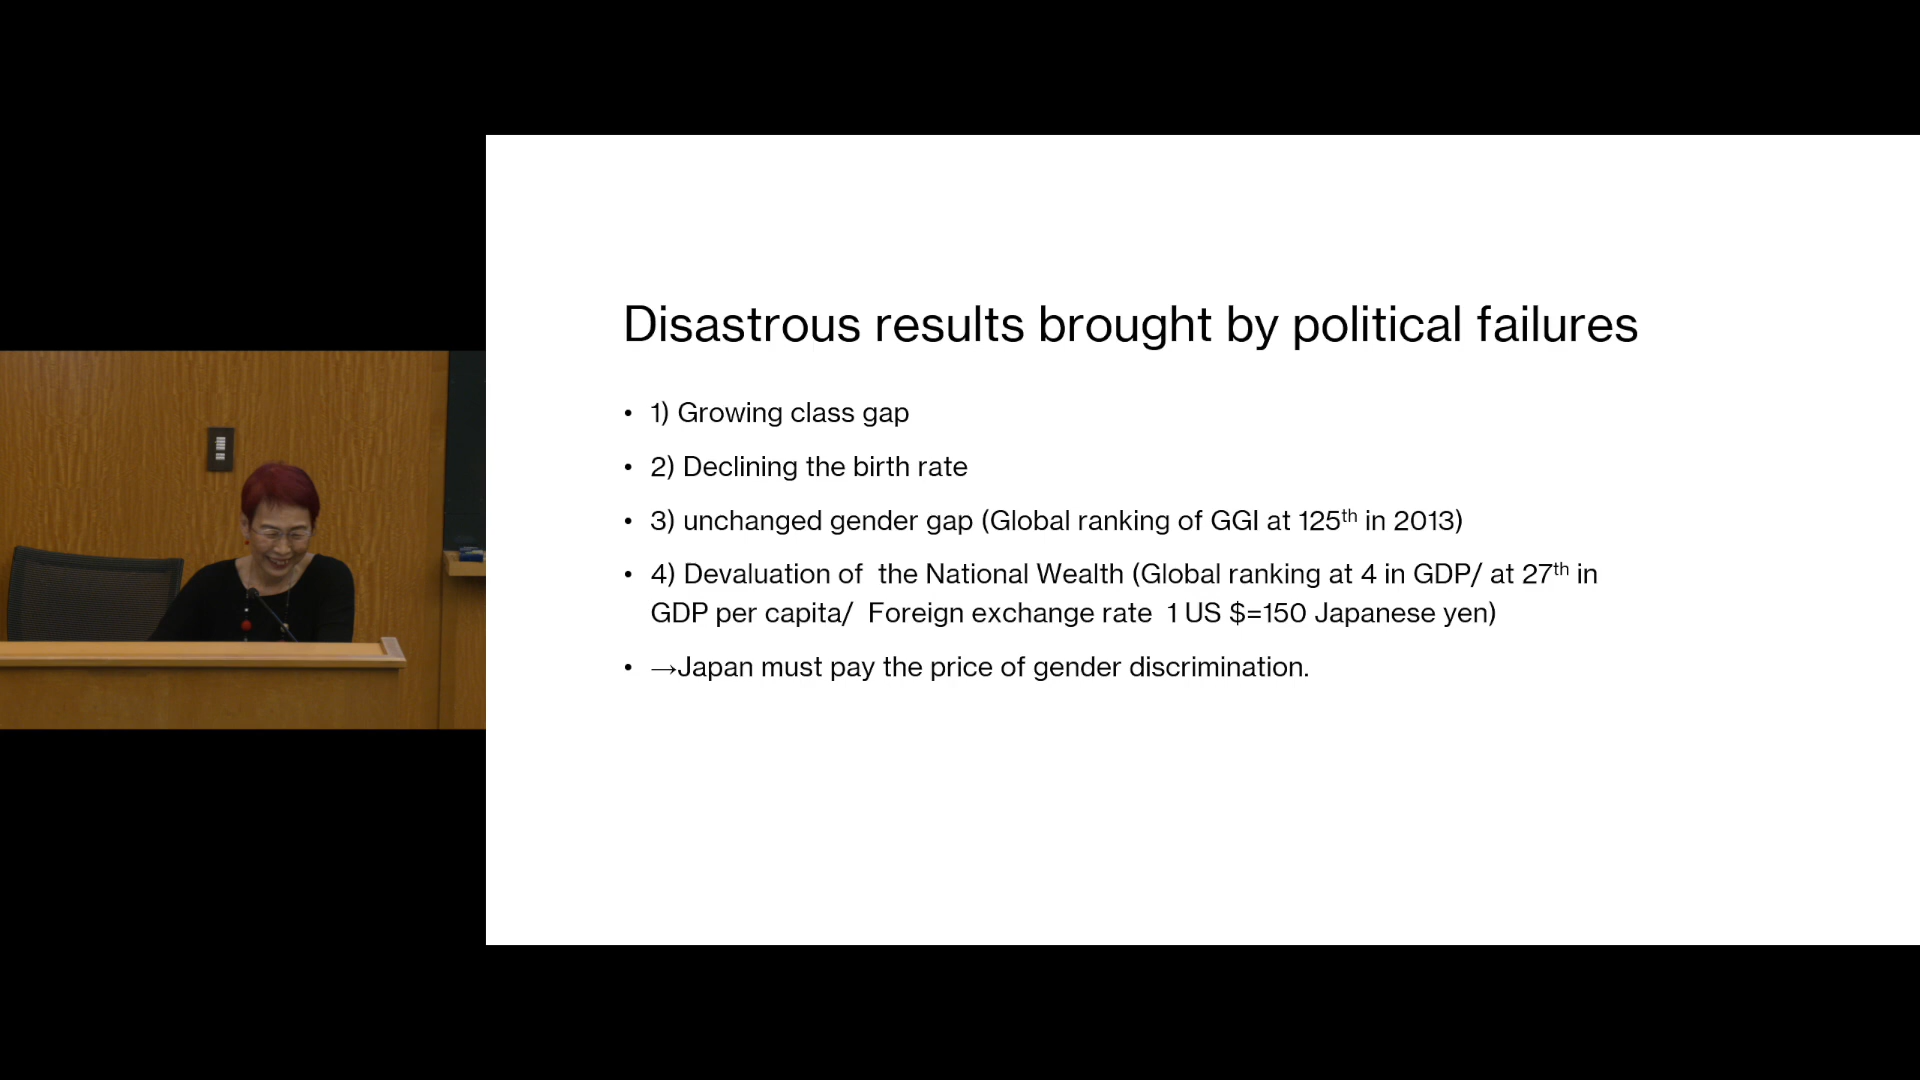 Disastrous results brought by political failures
• 1) Growing class gap
• 2) Declining the birth rate
• 3) unchanged gender gap (Global ranking of GGI at 125th in 2013)
• 4) Devaluation of  the National Wealth (Global ranking at 4 in GDP/ at 27th in
GDP per capita/  Foreign exchange rate  1 US $=150 Japanese yen)
• →Japan must pay the price of gender discrimination.